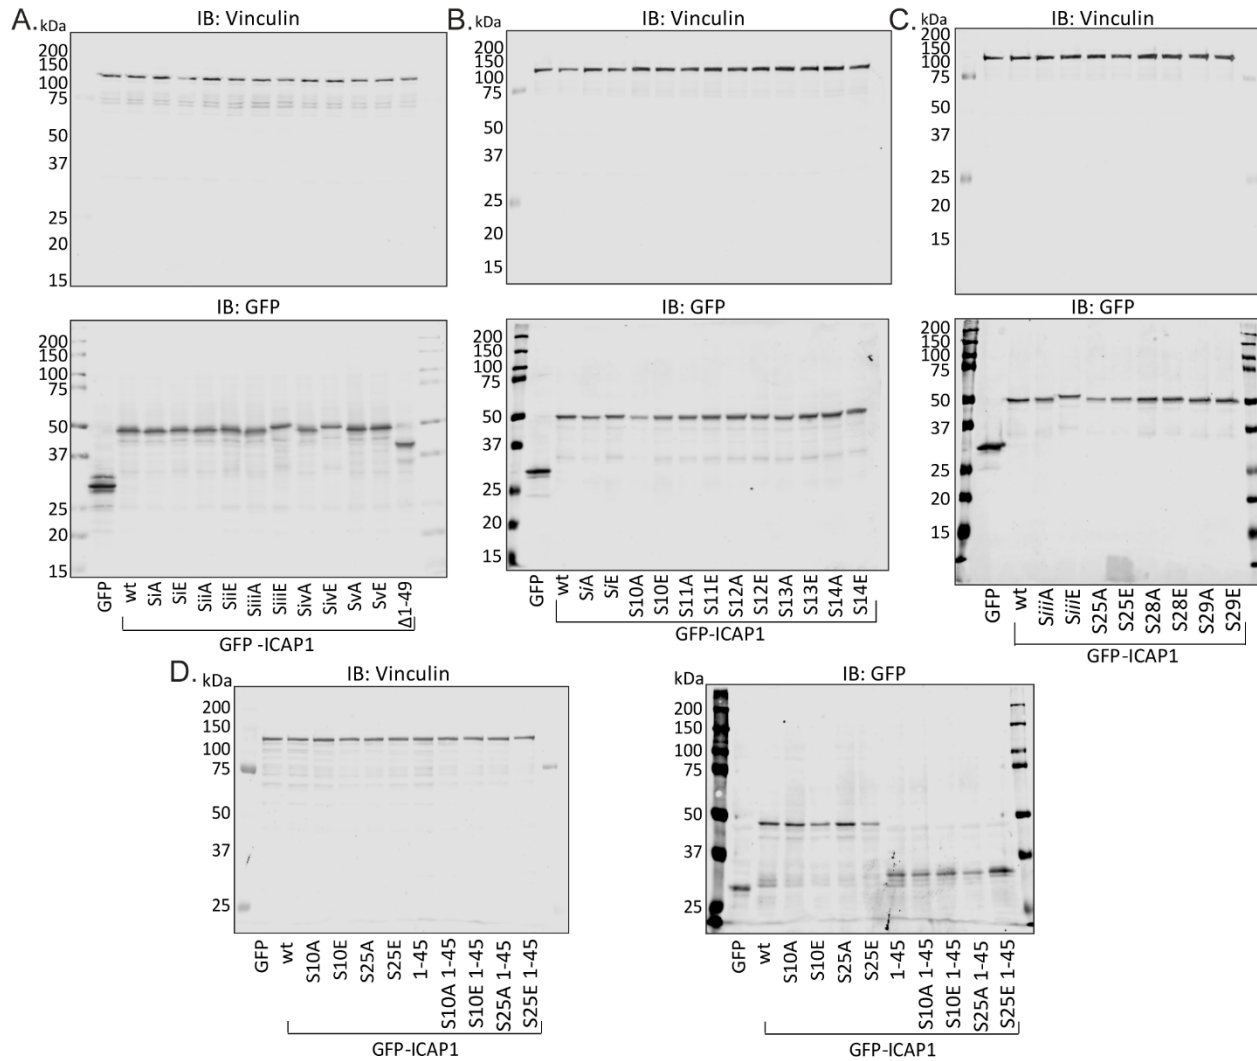 A.
kDa
IB: Vinculin
200
150
100
75
50
37
25
20
15
IB: GFP
200
150
100
75
50
37
25
20
15
GFP
wt
SiA
SiE
SiiA
SiiE
SiiiA
SiiiE
SivA
SivE
SvA
SvE
Δ1-49
GFP -ICAP1
B.
kDa
IB: Vinculin
200
150
100
75
50
37
25
20
15
IB: GFP
200
150
100
75
50
37
25
20
15
GFP
wt
SiA
SiE
S10A
S10E
S11A
S11E
S12A
S12E
S13A
S13E
S14A
S14E
GFP-ICAP1
C.
kDa
IB: Vinculin
200
150
100
75
50
37
25
20
15
IB: GFP
200
150
100
75
50
37
25
20
15
GFP
wt
SiiiA
SiiiE
S25A
S25E
S28A
S28E
S29A
S29E
GFP-ICAP1
D.
kDa
IB: Vinculin
200
150
100
75
50
37
25
GFP
wt
S10A
S10E
S25A
S25E
1-45
S10A 1-45
S10E 1-45
S25A 1-45
S25E 1-45
GFP-ICAP1
kDa
IB: GFP
200
150
100
75
50
37
25
GFP
wt
S10A
S10E
S25A
S25E
1-45
S10A 1-45
S10E 1-45
S25A 1-45
S25E 1-45
GFP-ICAP1